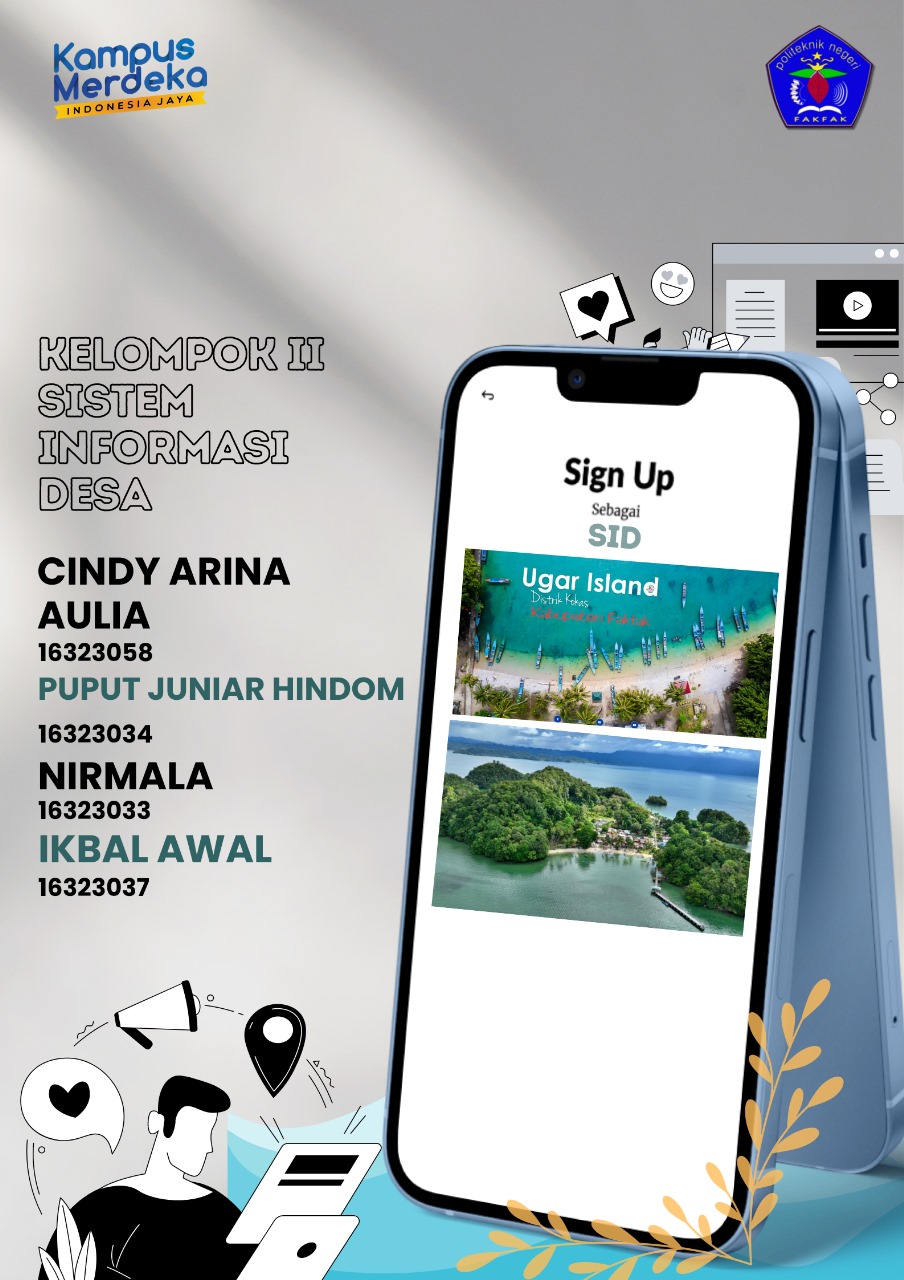 Kampus
Merdeka
INDONESIA JAYA
politeknik negeri
FAKFAK
KELOMPOK II
SISTEM
INFORMASI
DESA
CINDY ARINA
AULIA
16323058
PUPUT JUNIAR HINDOM
16323034
NIRMALA
16323033
IKBAL AWAL
16323037
Sign Up
Sebagai
SID
Ugar Island
Distrik Kokas
Kabupaten Fakfak